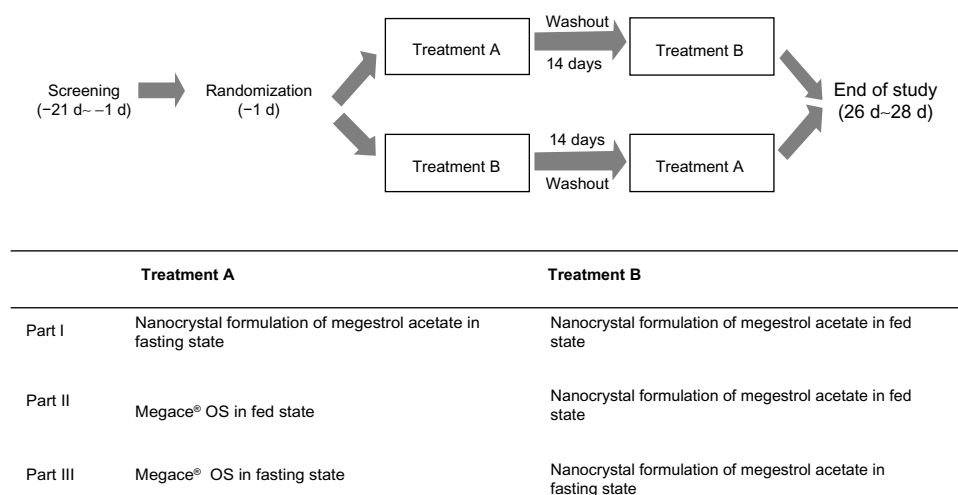 Washout
Treatment A
Treatment B
14 days
Screening
(−21 d~ −1 d)
Randomization
(−1 d)
End of study
(26 d~28 d)
14 days
Treatment B
Treatment A
Washout
Treatment A Treatment B
Part I Nanocrystal formulation of megestrol acetate in Nanocrystal formulation of megestrol acetate in fed
fasting state state
Part II Megace® OS in fed state Nanocrystal formulation of megestrol acetate in fed
state
Part III Megace® OS in fasting state Nanocrystal formulation of megestrol acetate in
fasting state